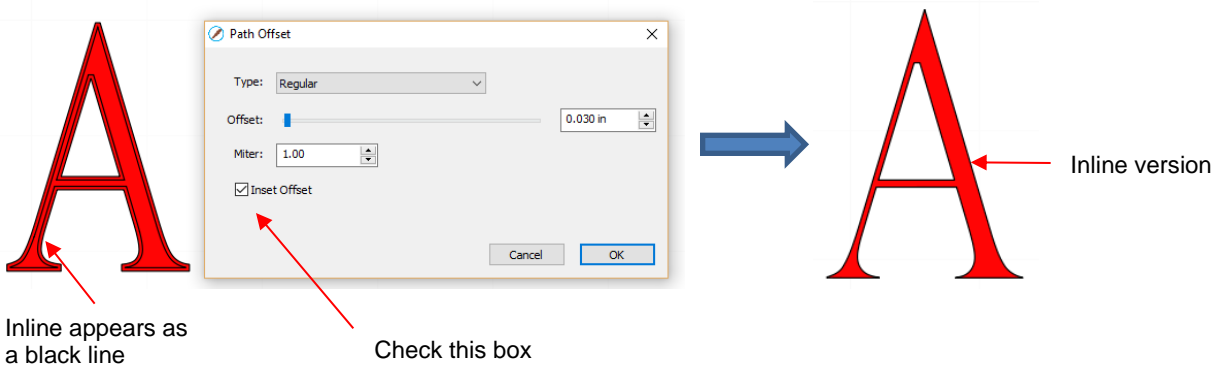 Path Offset
Type: Regular
Offset: 0.030 in
Miter: 1.00
Inset Offset
Cancel OK
A
A
Inline version
Inline appears as
a black line
Check this box